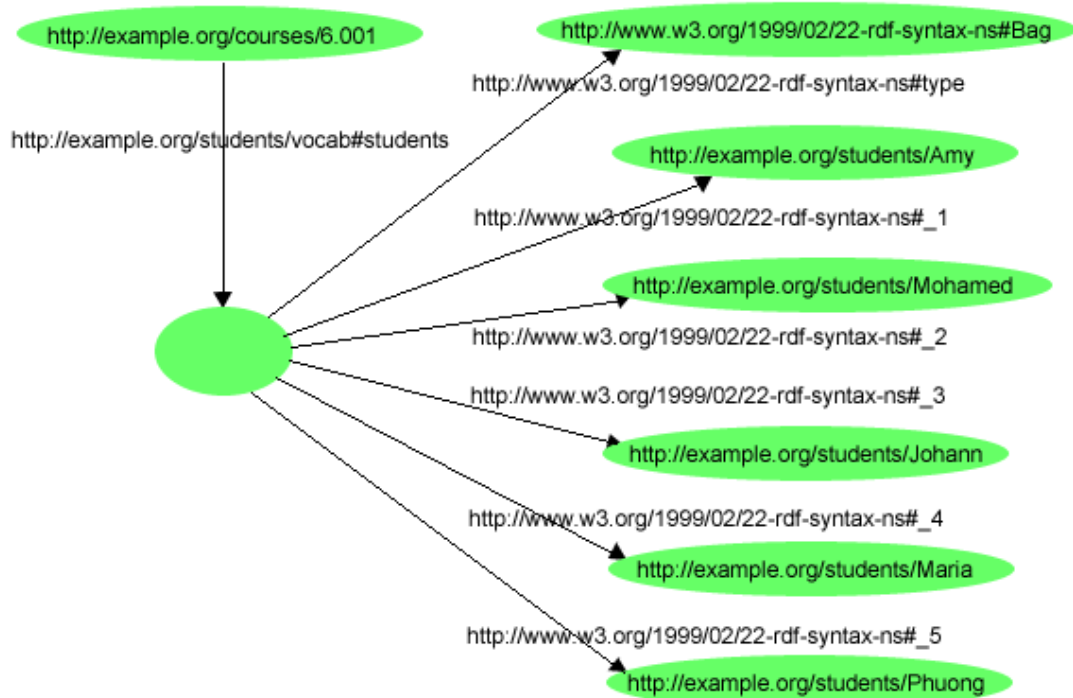 http://example.org/courses/6.001
http://www.w3.org/1999/02/22-rdf-syntax-ns#Bag
http://www.w3.org/1999/02/22-rdf-syntax-ns#type
http://example.org/students/vocab#students
http://example.org/students/Amy
http://www.w3.org/1999/02/22-rdf-syntax-ns#_1
http://example.org/students/Mohamed
http://www.w3.org/1999/02/22-rdf-syntax-ns#_2
http://www.w3.org/1999/02/22-rdf-syntax-ns#_3
http://example.org/students/Johann
http://www.w3.org/1999/02/22-rdf-syntax-ns#_4
http://example.org/students/Maria
http://www.w3.org/1999/02/22-rdf-syntax-ns#_5
http://example.org/students/Phuong